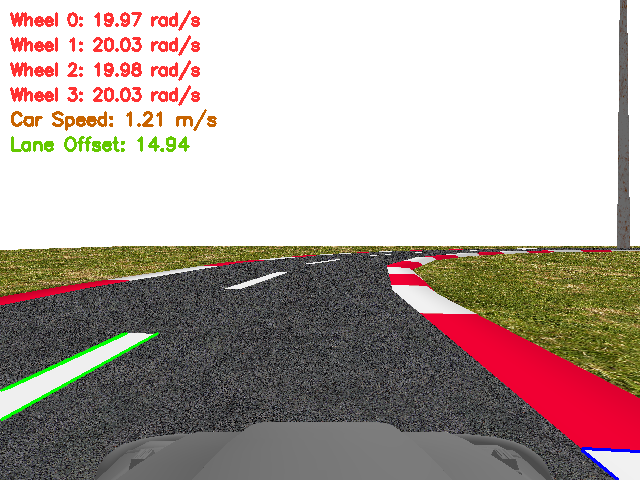 Wheel 0: 19.97 rad/s
Wheel 1: 20.03 rad/s
Wheel 2: 19.98 rad/s
Wheel 3: 20.03 rad/s
Car Speed: 1.21 m/s
Lane Offset: 14.94